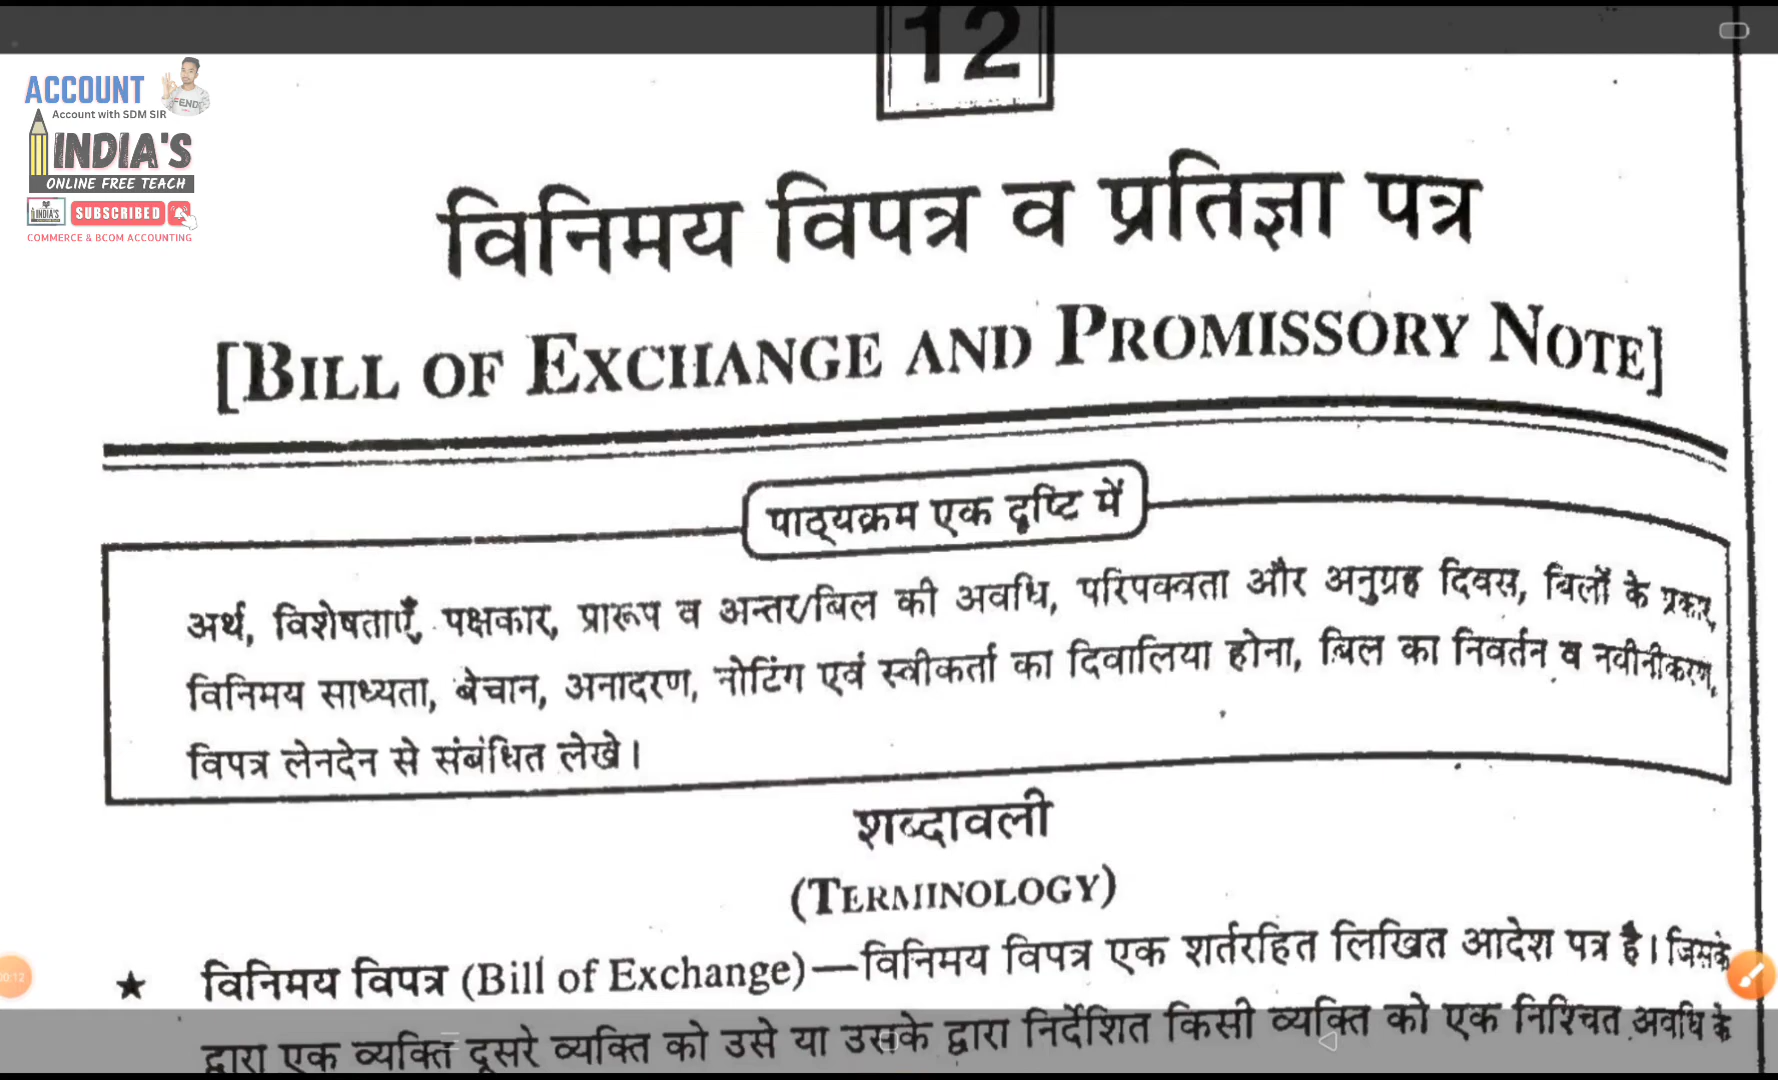 12
ACCOUNT
Account with SDM SIR
INDIA'S
ONLINE FREE TEACH
INDIA'S
SUBSCRIBED
COMMERCE & BCOM ACCOUNTING
विनिमय विपत्र व प्रतिज्ञा पत्र
[BILL OF EXCHANGE AND PROMISSORY NOTE]
पाठ्यक्रम एक दृष्टि में
अर्थ, विशेषताएँ, पक्षकार, प्रारूप व अन्तर/बिल की अवधि, परिपक्वता और अनुग्रह दिवस, बिलों के प्रकार,
विनिमय साध्यता, बेचान, अनादरण, नोटिंग एवं स्वीकर्ता का दिवालिया होना, बिल का निवर्तन व नवीनीकरण,
विपत्र लेनदेन से संबंधित लेखे।
शब्दावली
(TERMINOLOGY)
★ विनिमय विपत्र (Bill of Exchange)—विनिमय विपत्र एक शर्तरहित लिखित आदेश पत्र है। जिसके
00:12
द्वारा एक व्यक्ति दूसरे व्यक्ति को उसे या उसके द्वारा निर्देशित किसी व्यक्ति को एक निश्चित अवधि के